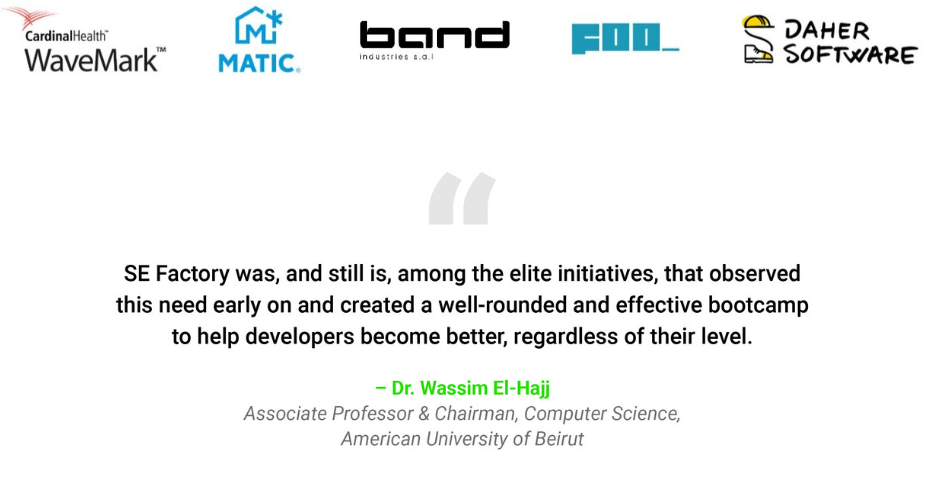 CardinalHealth™
WaveMark™
MATIC®
band
industries s.a.l
FOO_
DAHER
SOFTWARE
“
SE Factory was, and still is, among the elite initiatives, that observed
this need early on and created a well-rounded and effective bootcamp
to help developers become better, regardless of their level.
– Dr. Wassim El-Hajj
Associate Professor & Chairman, Computer Science,
American University of Beirut